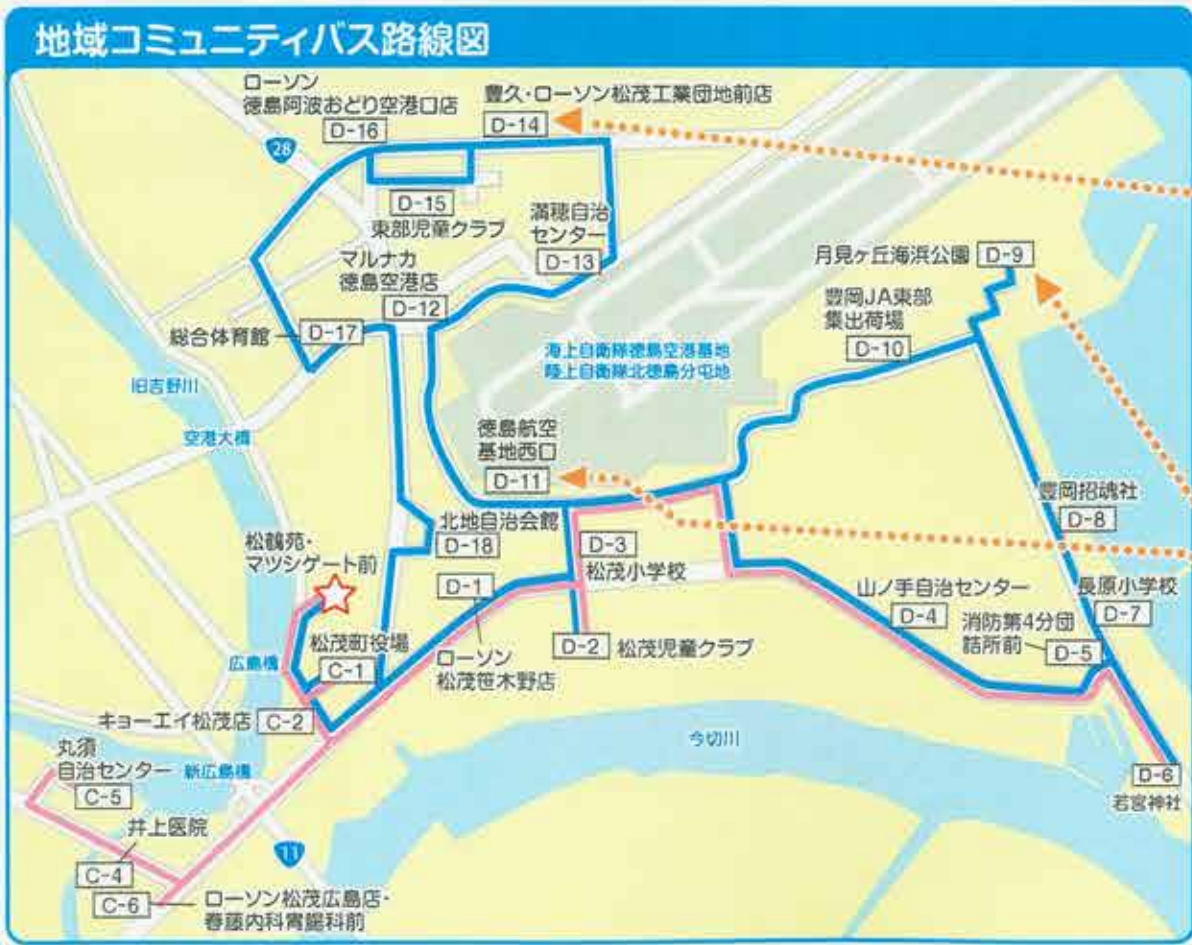 地域コミュニティバス路線図
ローソン
徳島阿波おどり空港口店
D-16
豊久・ローソン松茂工業団地前店
D-14
28
D-15
東部児童クラブ
満穂自治
センター
D-13
マルナカ
徳島空港店
D-12
月見ヶ丘海浜公園 D-9
豊岡JA東部
集出荷場
D-10
総合体育館 D-17
海上自衛隊徳島空港基地
陸上自衛隊北徳島分屯地
旧吉野川
空港大橋
徳島航空
基地西口
D-11
豊岡招魂社
D-8
北地自治会館
D-18
松鶴苑・
マツシゲート前
D-3
松茂小学校
D-1
ローソン
松茂笹木野店
山ノ手自治センター
D-4
長原小学校
D-7
消防第4分団
詰所前 D-5
D-2 松茂児童クラブ
松茂町役場
C-1
広島橋
キョーエイ松茂店 C-2
今切川
丸須
自治センター
C-5
新広島橋
D-6
若宮神社
井上医院
C-4
11
C-6
ローソン松茂広島店・
春藤内科胃腸科前